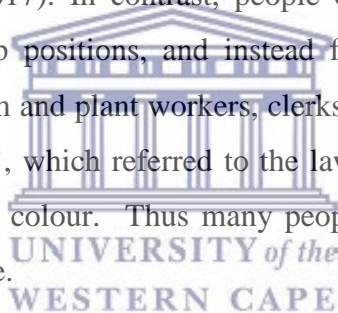 017). In contrast, people
p positions, and instead f
m and plant workers, clerks
, which referred to the law
colour. Thus many peop
UNIVERSITY of the
e.
WESTERN CAPE